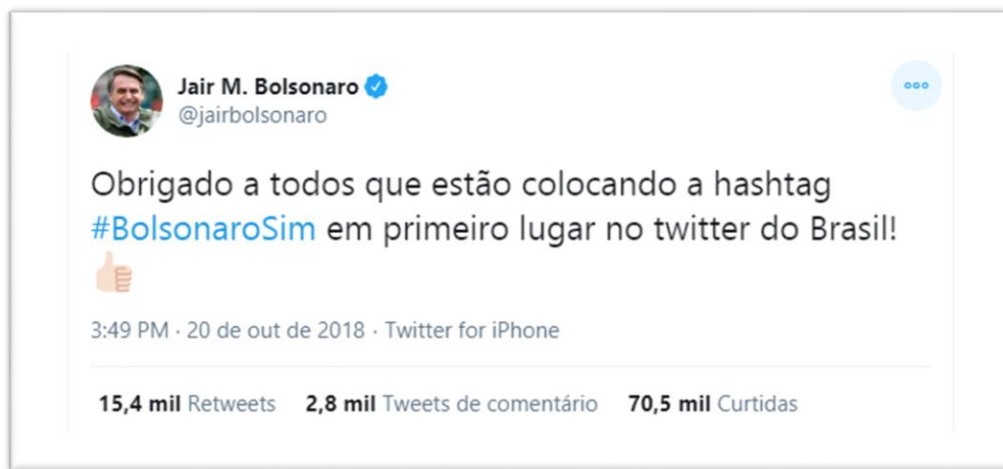 Jair M. Bolsonaro
@jairbolsonaro
Obrigado a todos que estão colocando a hashtag
#BolsonaroSim em primeiro lugar no twitter do Brasil!
3:49 PM · 20 de out de 2018 · Twitter for iPhone
15,4 mil Retweets 2,8 mil Tweets de comentário 70,5 mil Curtidas